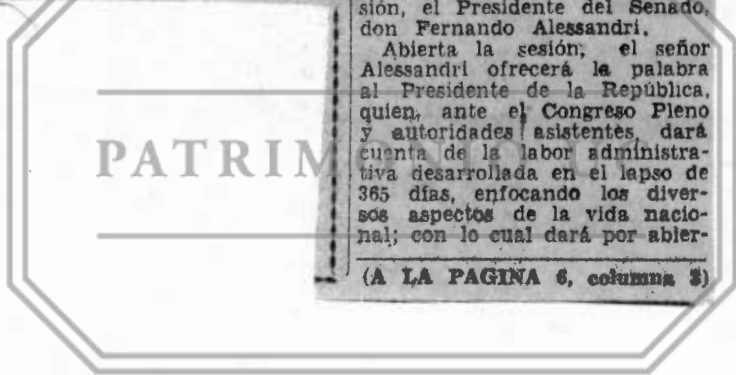 sión, el Presidente del Senado,
don Fernando Alessandri.
Abierta la sesión, el señor
Alessandri ofrecerá la palabra
al Presidente de la República,
quien, ante el Congreso Pleno
y autoridades asistentes, dará
cuenta de la labor administra-
tiva desarrollada en el lapso de
365 días, enfocando los diver-
sos aspectos de la vida nacio-
nal; con lo cual dará por abier-
(A LA PAGINA 6, columna 3)
PATRIMONIO